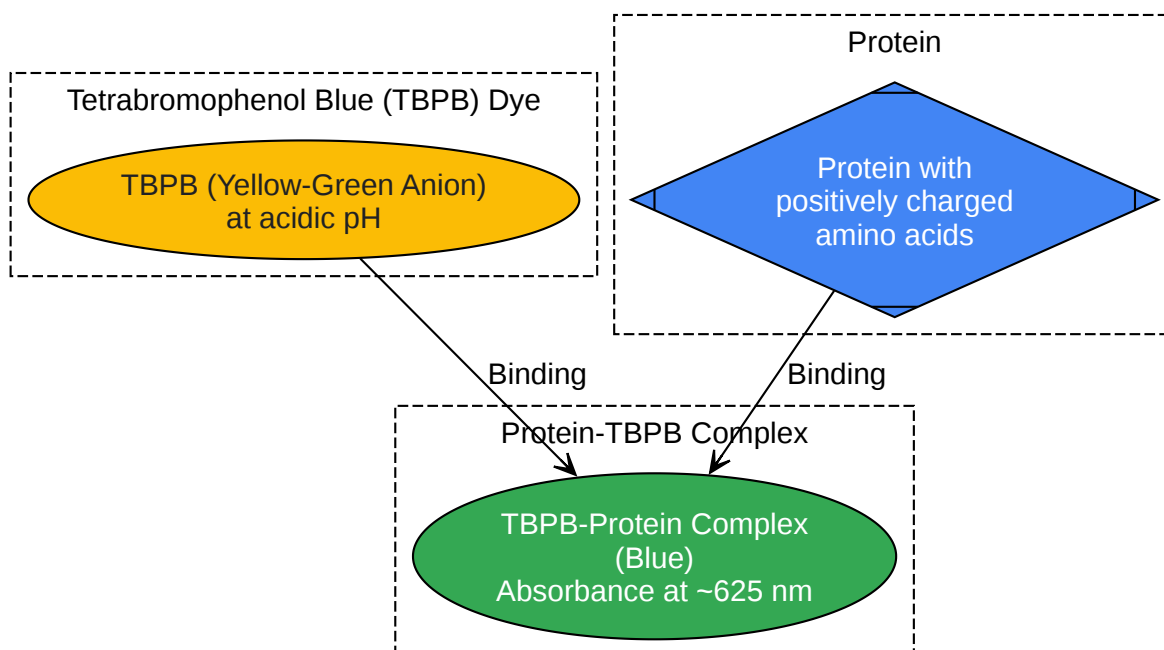 Protein
Tetrabromophenol Blue (TBPB) Dye
TBPB (Yellow-Green Anion)
at acidic pH
Protein with
positively charged
amino acids
Binding
Binding
Protein-TBPB Complex
TBPB-Protein Complex
(Blue)
Absorbance at ~625 nm